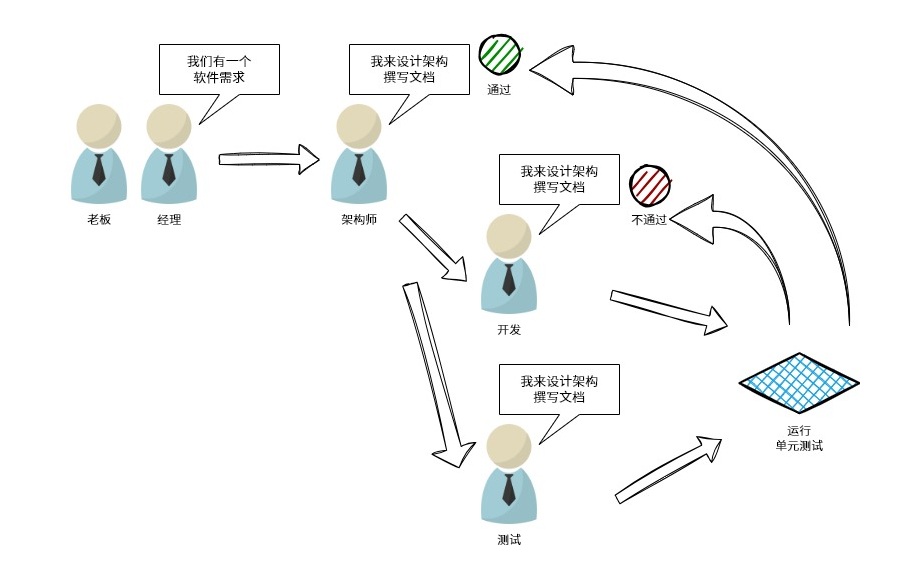 我们有一个
软件需求
老板
经理
我来设计架构
撰写文档
架构师
通过
我来设计架构
撰写文档
不通过
开发
我来设计架构
撰写文档
测试
运行
单元测试